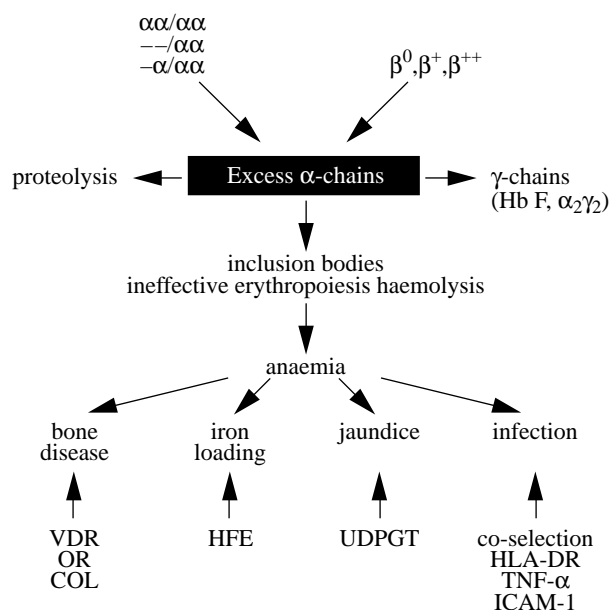 αα/αα
−−/αα
−α/αα
β⁰,β⁺,β⁺⁺
proteolysis
Excess α-chains
γ-chains
(Hb F, α₂γ₂)
inclusion bodies
ineffective erythropoiesis haemolysis
anaemia
bone
disease
iron
loading
jaundice
infection
VDR
OR
COL
HFE
UDPGT
co-selection
HLA-DR
TNF-α
ICAM-1